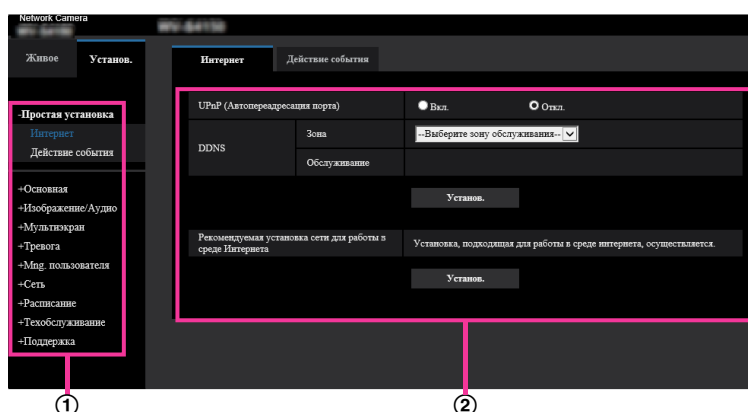 Network Camera
Живое
Установ.
Интернет
Действие события
-Простая установка
Интернет
Действие события
+Основная
+Изображение/Аудио
+Мультиэкран
+Тревога
+Mng. пользователя
+Сеть
+Расписание
+Техобслуживание
+Поддержка
UPnP (Автопереадресация порта)
Вкл.
Откл.
DDNS
Зона
--Выберите зону обслуживания--
Обслуживание
Установ.
Рекомендуемая установка сети для работы в
среде Интернета
Установка, подходящая для работы в среде интернета, осуществляется.
Установ.
①
②